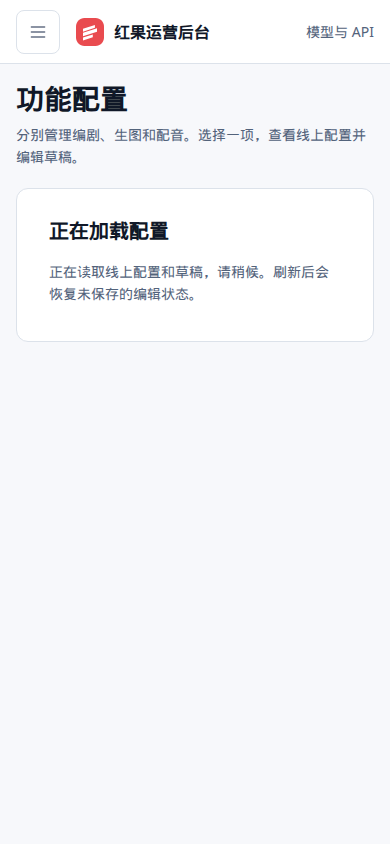 红果运营后台
模型与 API
功能配置
分别管理编剧、生图和配音。选择一项，查看线上配置并
编辑草稿。
正在加载配置
正在读取线上配置和草稿，请稍候。刷新后会
恢复未保存的编辑状态。